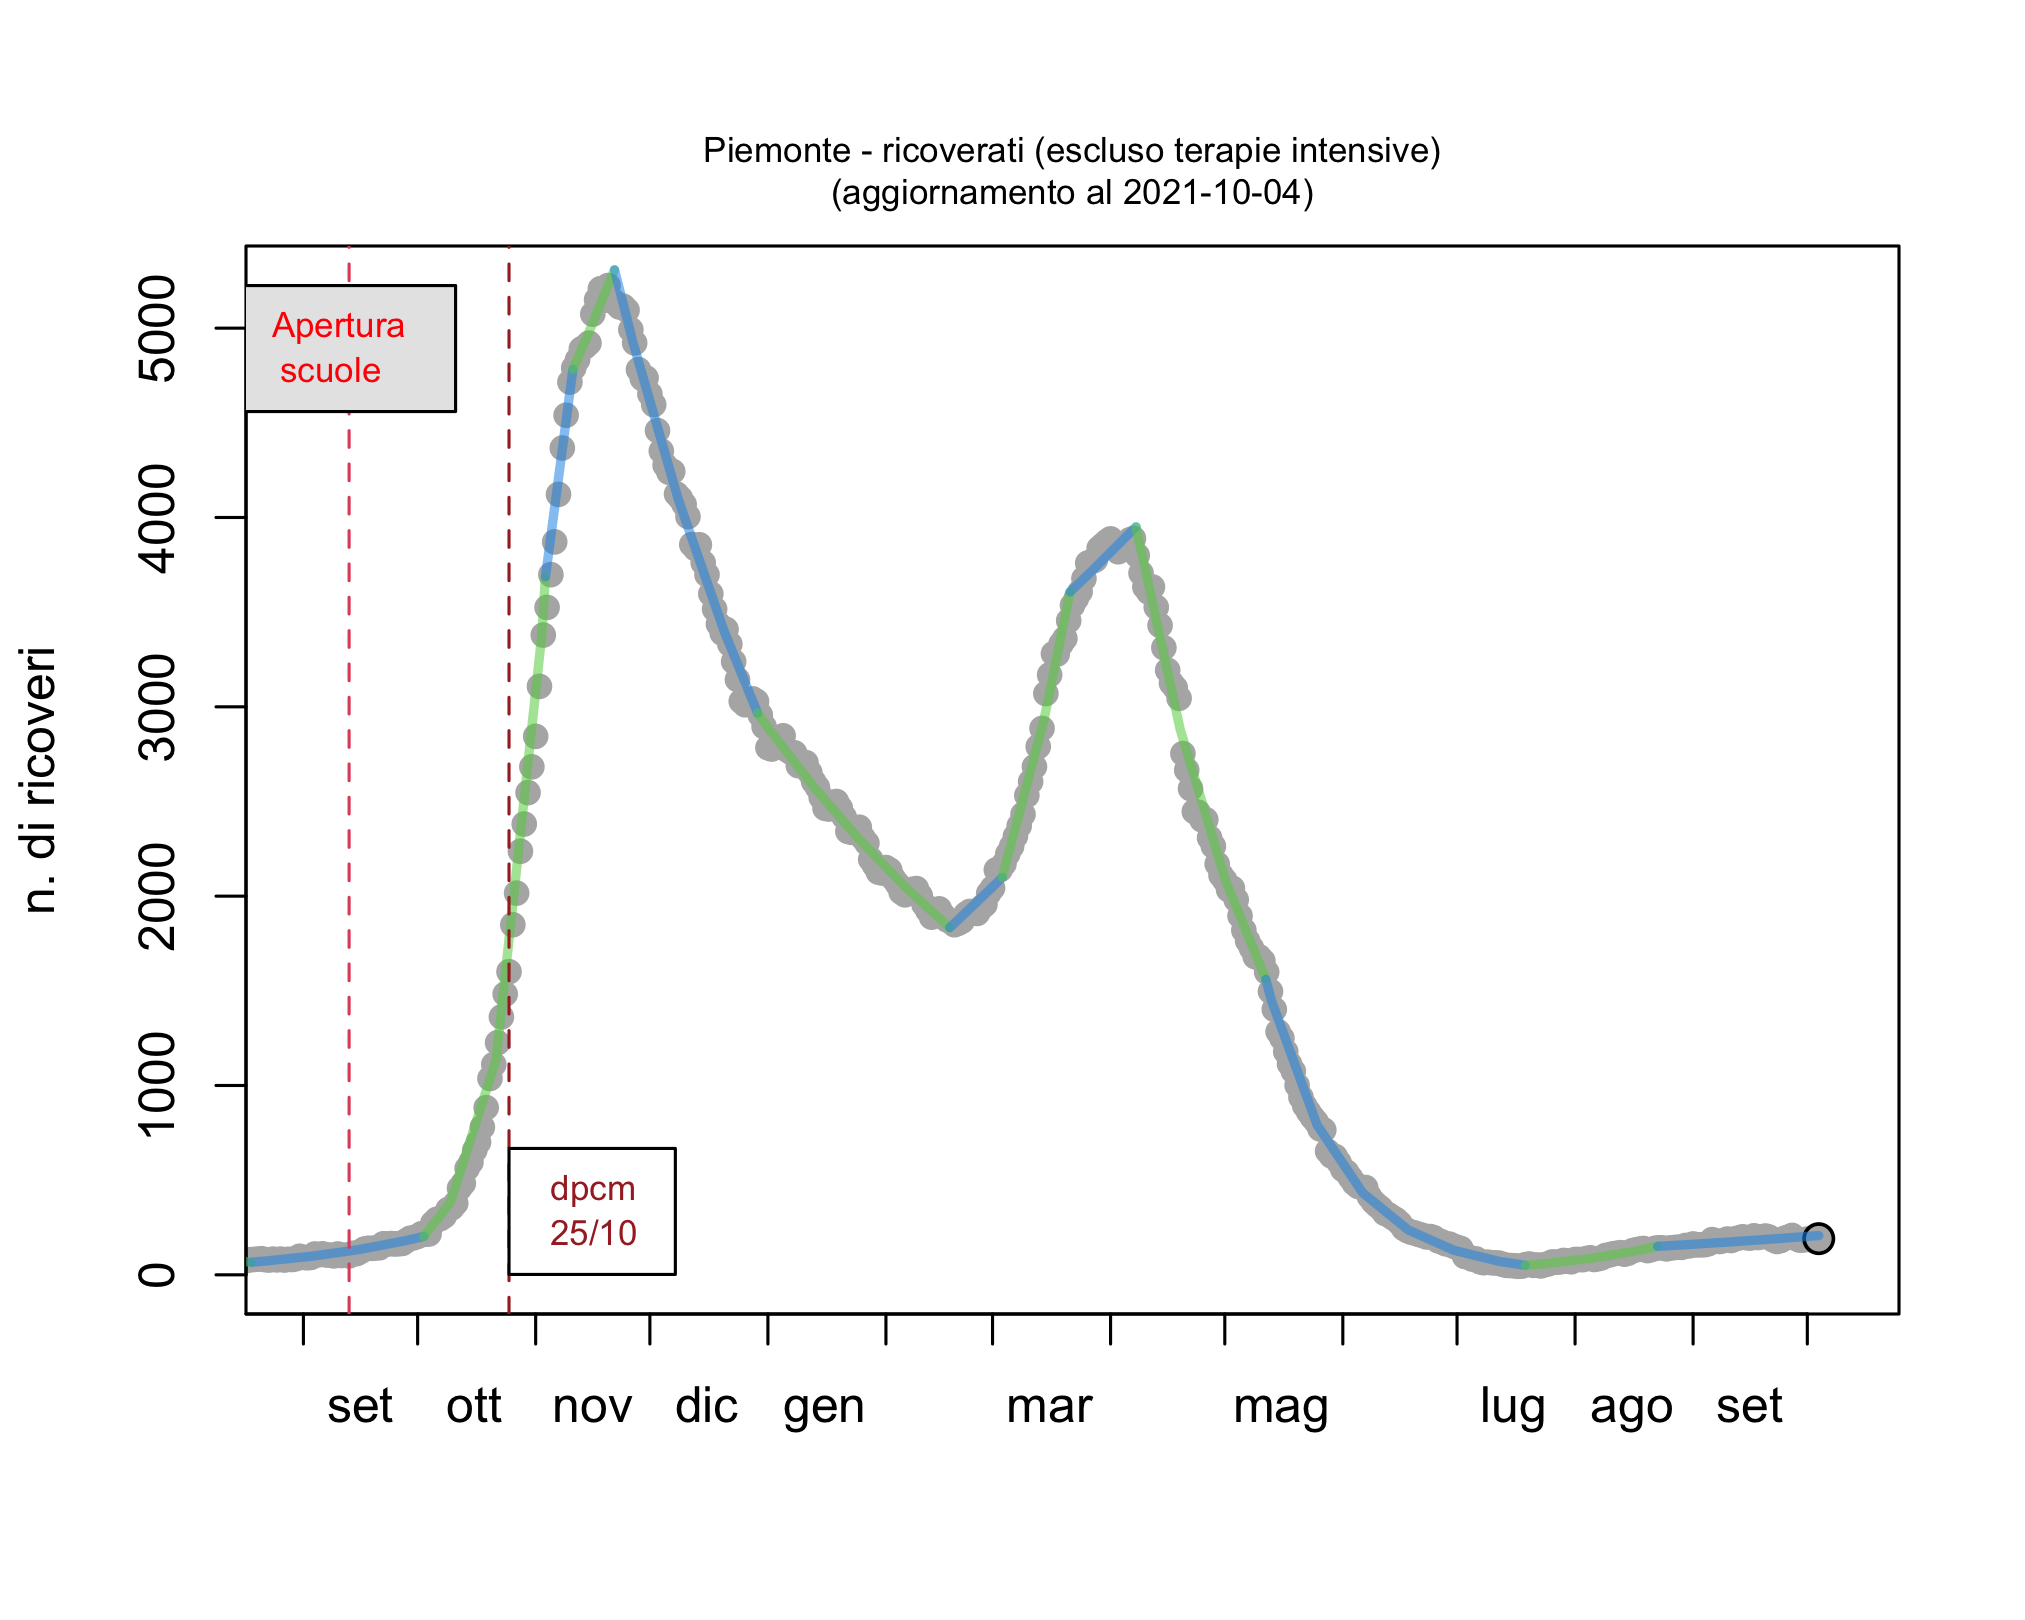 Piemonte - ricoverati (escluso terapie intensive)
(aggiornamento al 2021-10-04)
Apertura
scuole
dpcm
25/10
n. di ricoveri
5000
4000
3000
2000
1000
0
set ott nov dic gen mar mag lug ago set